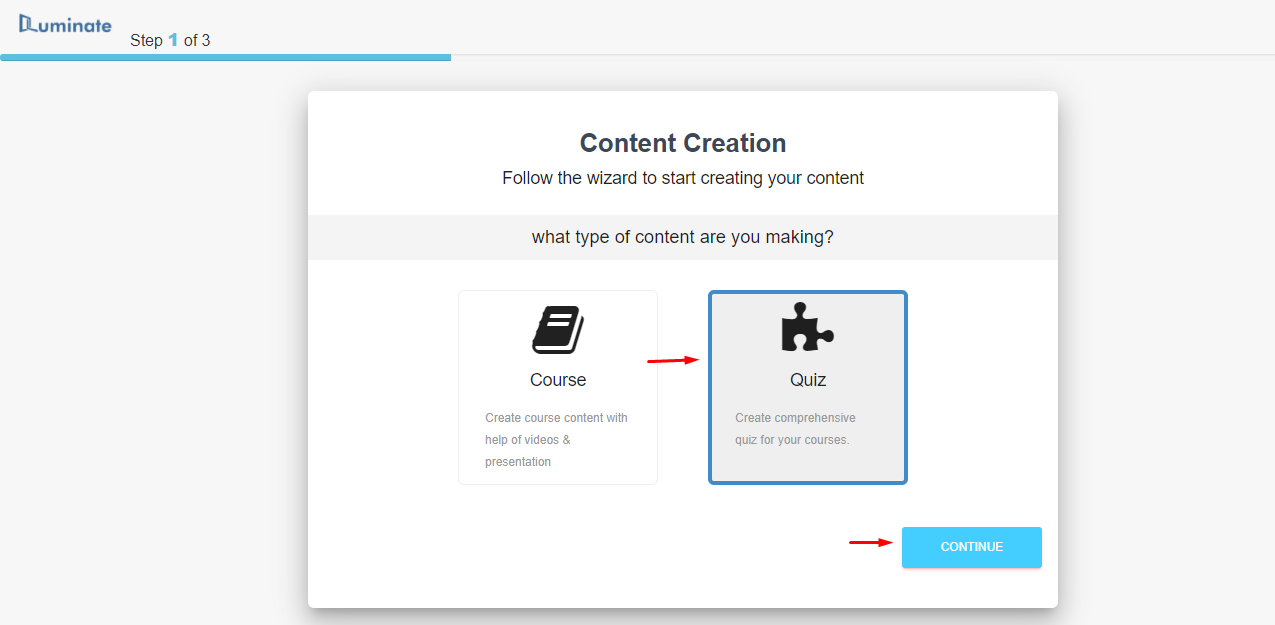 Luminate
Step 1 of 3
Content Creation
Follow the wizard to start creating your content
what type of content are you making?
Course
Create course content with
help of videos &
presentation
Quiz
Create comprehensive
quiz for your courses.
CONTINUE